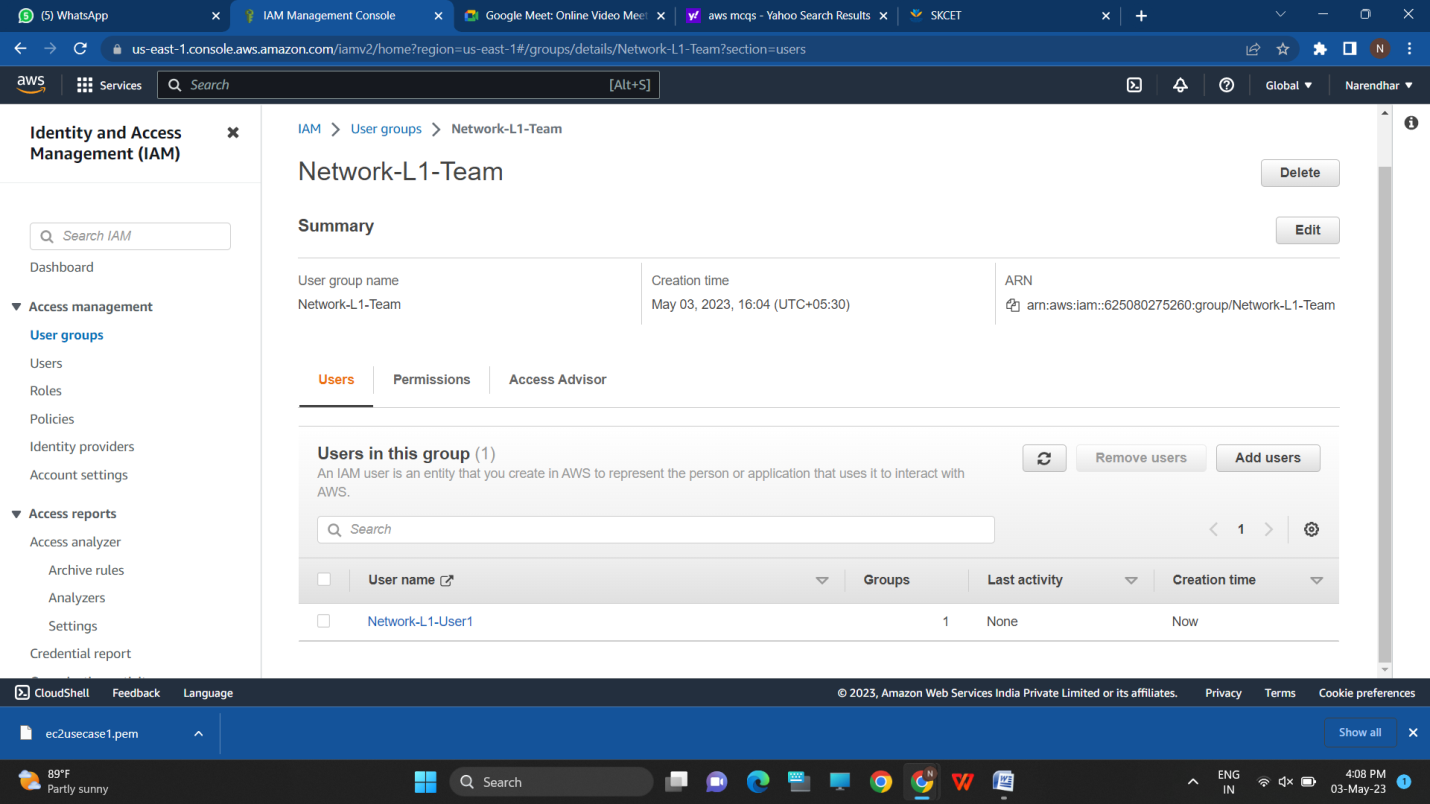 (5) WhatsApp
IAM Management Console
Google Meet: Online Video Meet
aws mcqs - Yahoo Search Results
SKCET
us-east-1.console.aws.amazon.com/iamv2/home?region=us-east-1#/groups/details/Network-L1-Team?section=users
N
aws
Services
Search
[Alt+S]
Global
Narendhar
Identity and Access
Management (IAM)
Search IAM
Dashboard
Access management
User groups
Users
Roles
Policies
Identity providers
Account settings
Access reports
Access analyzer
Archive rules
Analyzers
Settings
Credential report
IAM > User groups > Network-L1-Team
Network-L1-Team
Delete
Summary
Edit
User group name
Network-L1-Team
Creation time
May 03, 2023, 16:04 (UTC+05:30)
ARN
arn:aws:iam::625080275260:group/Network-L1-Team
Users
Permissions
Access Advisor
Users in this group (1)
An IAM user is an entity that you create in AWS to represent the person or application that uses it to interact with
AWS.
Remove users
Add users
Search
1
User name
Groups
Last activity
Creation time
Network-L1-User1
1
None
Now
CloudShell
Feedback
Language
© 2023, Amazon Web Services India Private Limited or its affiliates.
Privacy
Terms
Cookie preferences
ec2usecase1.pem
Show all
89°F
Partly sunny
Search
N
W
ENG
IN
4:08 PM
03-May-23
1